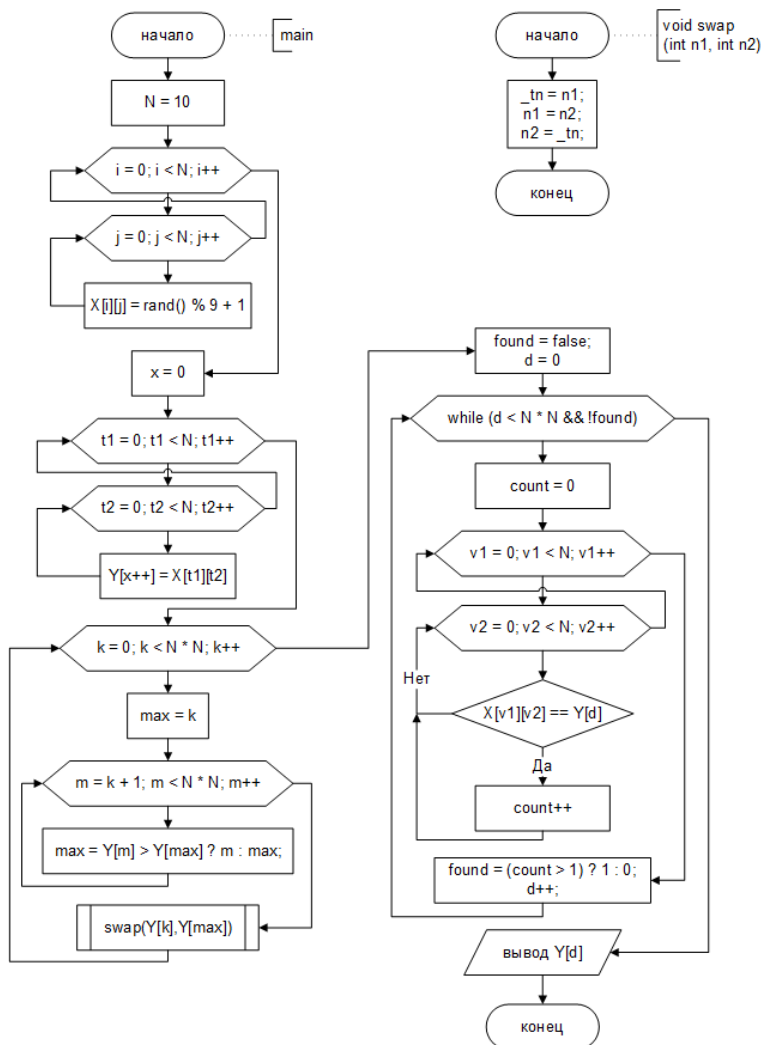 начало
main
N = 10
i = 0; i < N; i++
j = 0; j < N; j++
X[i][j] = rand() % 9 + 1
x = 0
t1 = 0; t1 < N; t1++
t2 = 0; t2 < N; t2++
Y[x++] = X[t1][t2]
k = 0; k < N * N; k++
max = k
m = k + 1; m < N * N; m++
max = Y[m] > Y[max] ? m : max;
swap(Y[k],Y[max])
начало
void swap
(int n1, int n2)
_tn = n1;
n1 = n2;
n2 = _tn;
конец
found = false;
d = 0
while (d < N * N && !found)
count = 0
v1 = 0; v1 < N; v1++
v2 = 0; v2 < N; v2++
Нет
X[v1][v2] == Y[d]
Да
count++
found = (count > 1) ? 1 : 0;
d++;
вывод Y[d]
конец